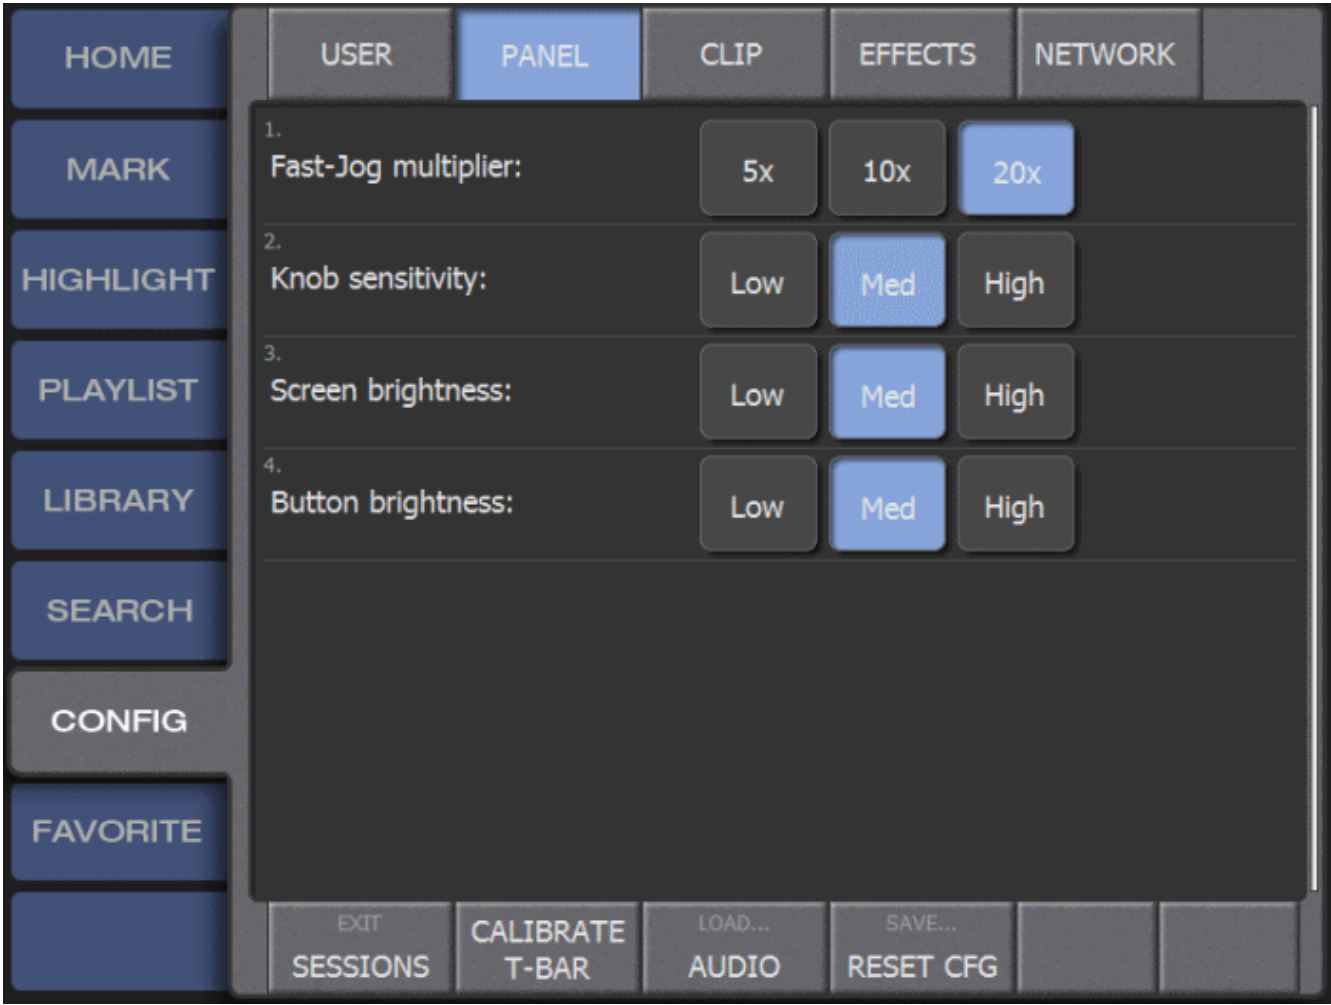 HOME
MARK
HIGHLIGHT
PLAYLIST
LIBRARY
SEARCH
CONFIG
FAVORITE
USER PANEL CLIP EFFECTS NETWORK
1.
Fast-Jog multiplier: 5x 10x 20x
2.
Knob sensitivity: Low Med High
3.
Screen brightness: Low Med High
4.
Button brightness: Low Med High
EXIT
SESSIONS
CALIBRATE
T-BAR
LOAD...
AUDIO
SAVE...
RESET CFG